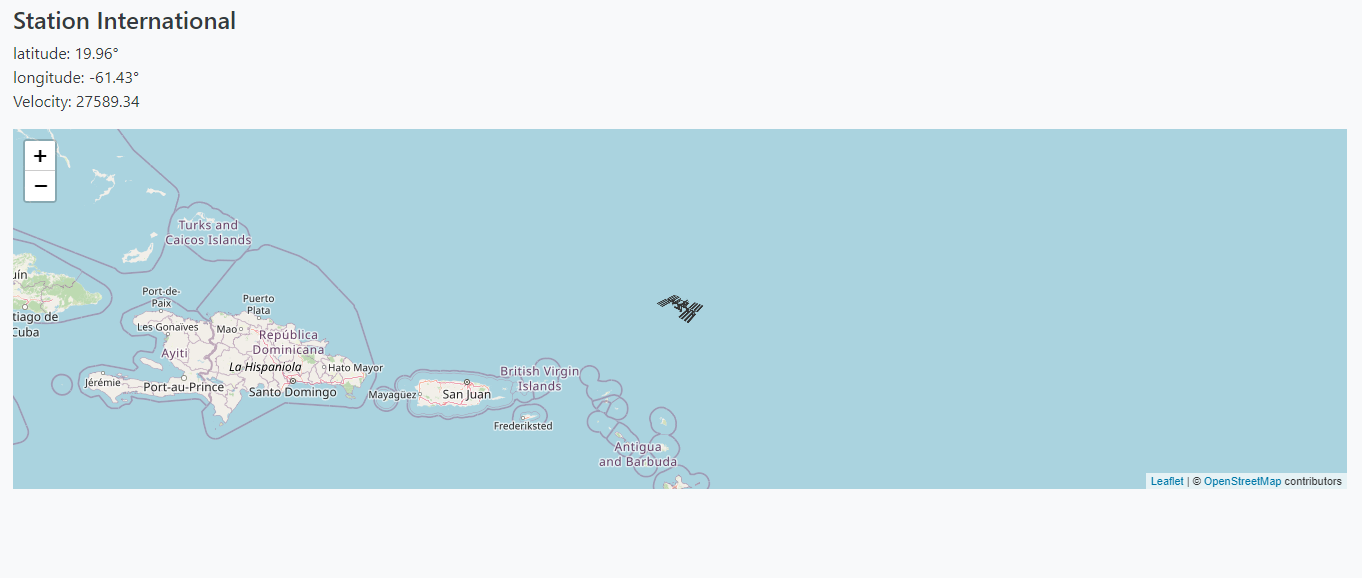 Station International
latitude: 19.96°
longitude: -61.43°
Velocity: 27589.34
+
−
Turks and
Caicos Islands
uín
tiago de
Cuba
Port-de-
Paix
Puerto
Plata
Les Gonaïves
Mao
República
Dominicana
Ayiti
La Hispaniola
Hato Mayor
Jérémie
Port-au-Prince
Santo Domingo
Mayagüez
San Juan
British Virgin
Islands
Frederiksted
Antigua
and Barbuda
Leaflet | © OpenStreetMap contributors